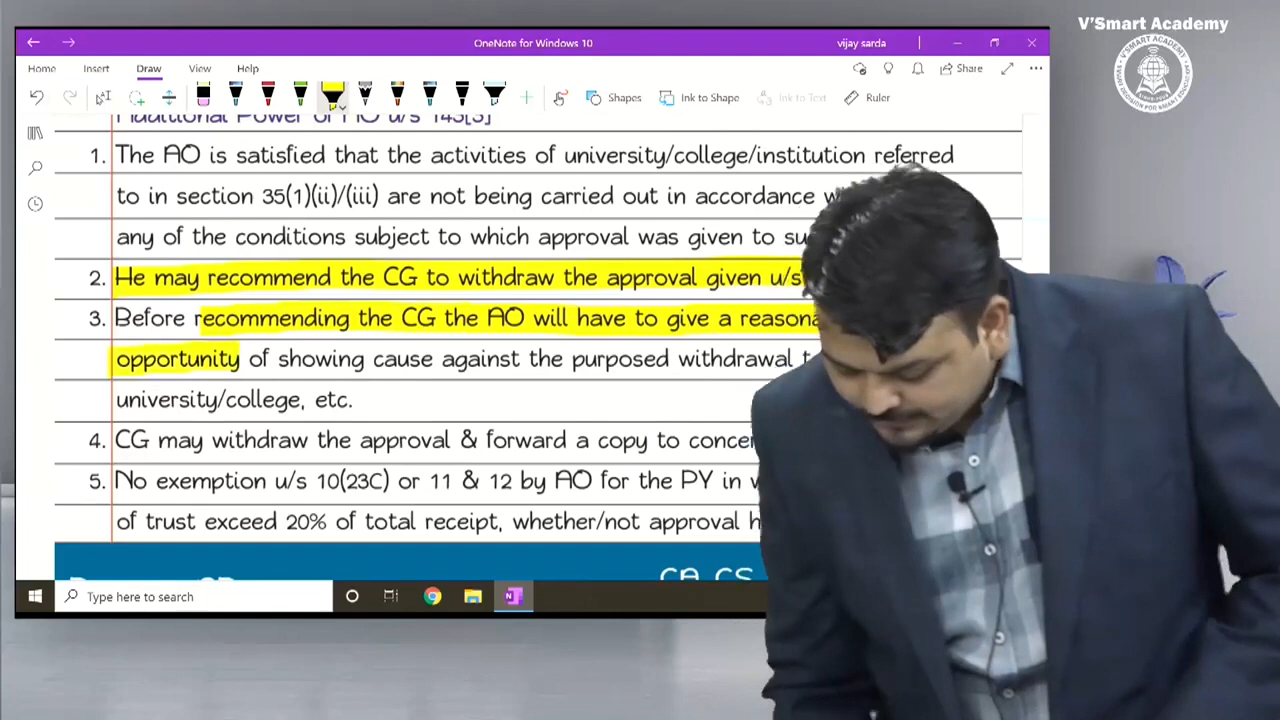 V'Smart Academy
OneNote for Windows 10
vijay sarda
Home Insert Draw View Help
Share
Shapes Ink to Shape Ink to Text Ruler
1. The AO is satisfied that the activities of university/college/institution referred
to in section 35(1)(ii)/(iii) are not being carried out in accordance
any of the conditions subject to which approval was given to
2. He may recommend the CG to withdraw the approval given u/s
3. Before recommending the CG the AO will have to give a
opportunity of showing cause against the purposed withdrawal
university/college, etc.
4. CG may withdraw the approval & forward a copy to
5. No exemption u/s 10(23C) or 11 & 12 by AO for the PY in
of trust exceed 20% of total receipt, whether/not approval
CA CS
Type here to search